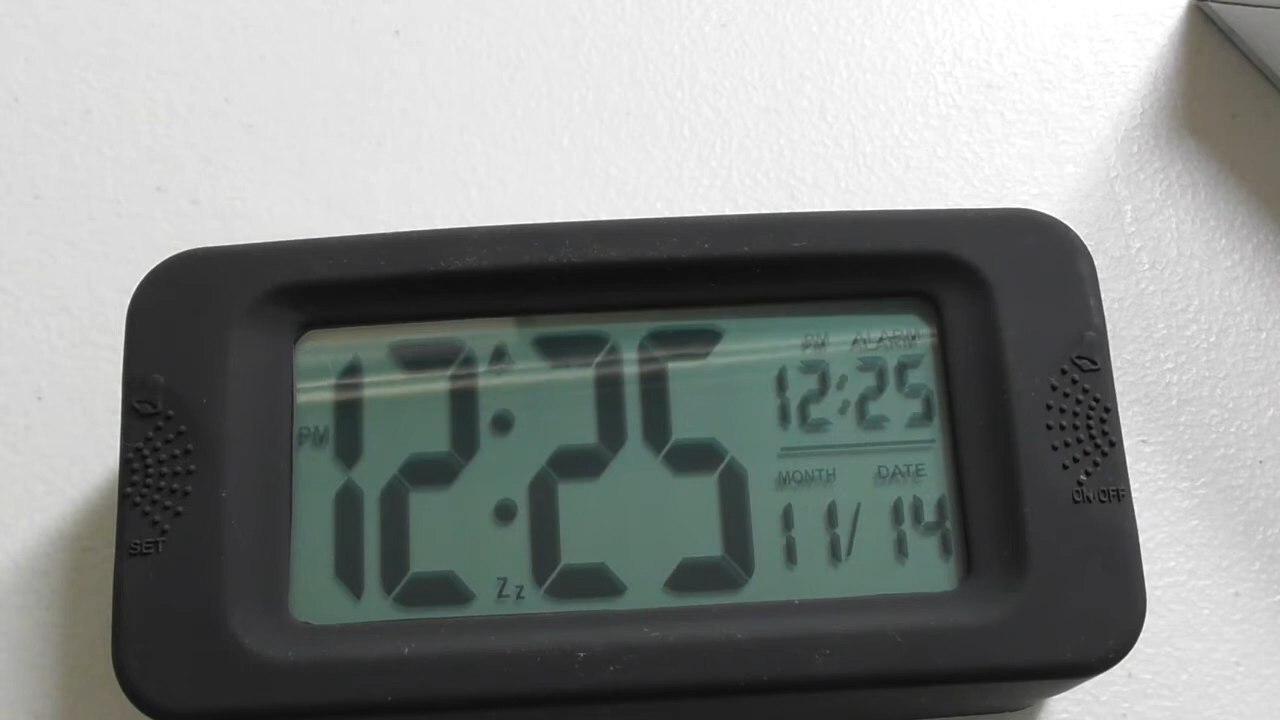 PM 12:25
Zz
PM ALARM
12:25
MONTH DATE
11/14
SET
ON/OFF